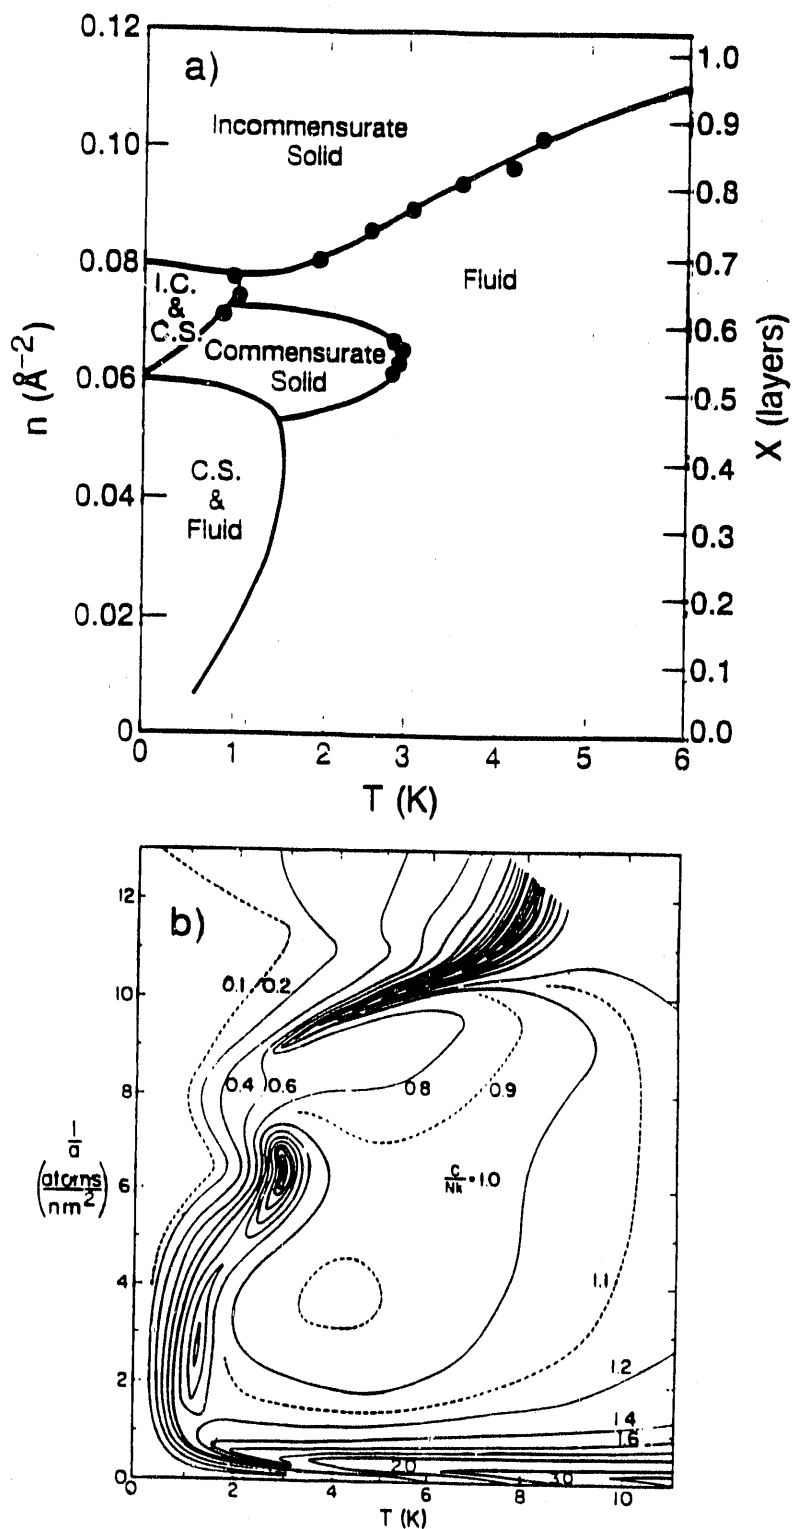 a)
0.12
0.10
0.08
0.06
0.04
0.02
0
n (Å⁻²)
Incommensurate
Solid
Fluid
I.C.
&
C.S.
Commensurate
Solid
C.S.
&
Fluid
1.0
0.9
0.8
0.7
0.6
0.5
0.4
0.3
0.2
0.1
0.0
X (layers)
0 1 2 3 4 5 6
T (K)
b)
12
10
8
6
4
2
0
1/a
(atoms/nm²)
0.1 0.2
0.4 0.6 0.8 0.9
C/Nk = 1.0
1.1
1.2
1.4
1.6
2.0 3.0
0 2 4 6 8 10
T (K)